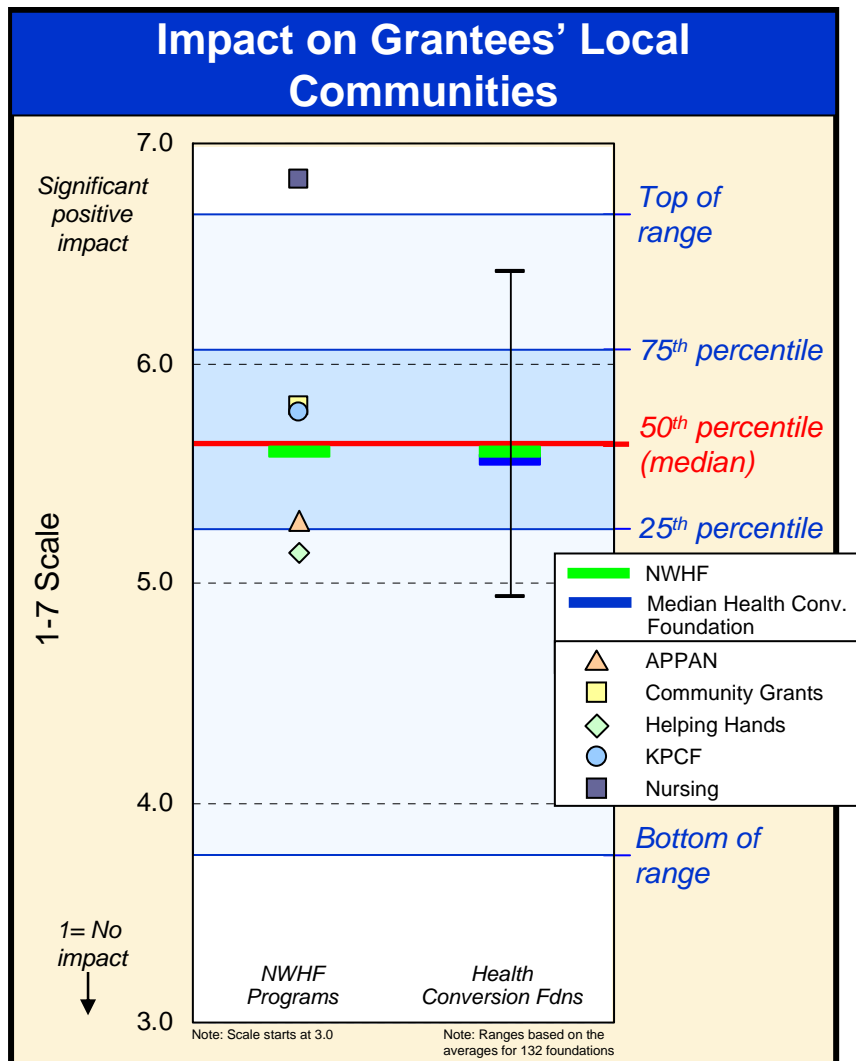 Impact on Grantees’ Local
Communities
7.0
Significant
positive
impact
Top of
range
75th percentile
6.0
50th percentile
(median)
25th percentile
1-7 Scale
5.0
NWHF
Median Health Conv.
Foundation
APPAN
Community Grants
Helping Hands
KPCF
Nursing
4.0
Bottom of
range
1= No
impact
NWHF
Programs
Health
Conversion Fdns
3.0
Note: Scale starts at 3.0
Note: Ranges based on the
averages for 132 foundations